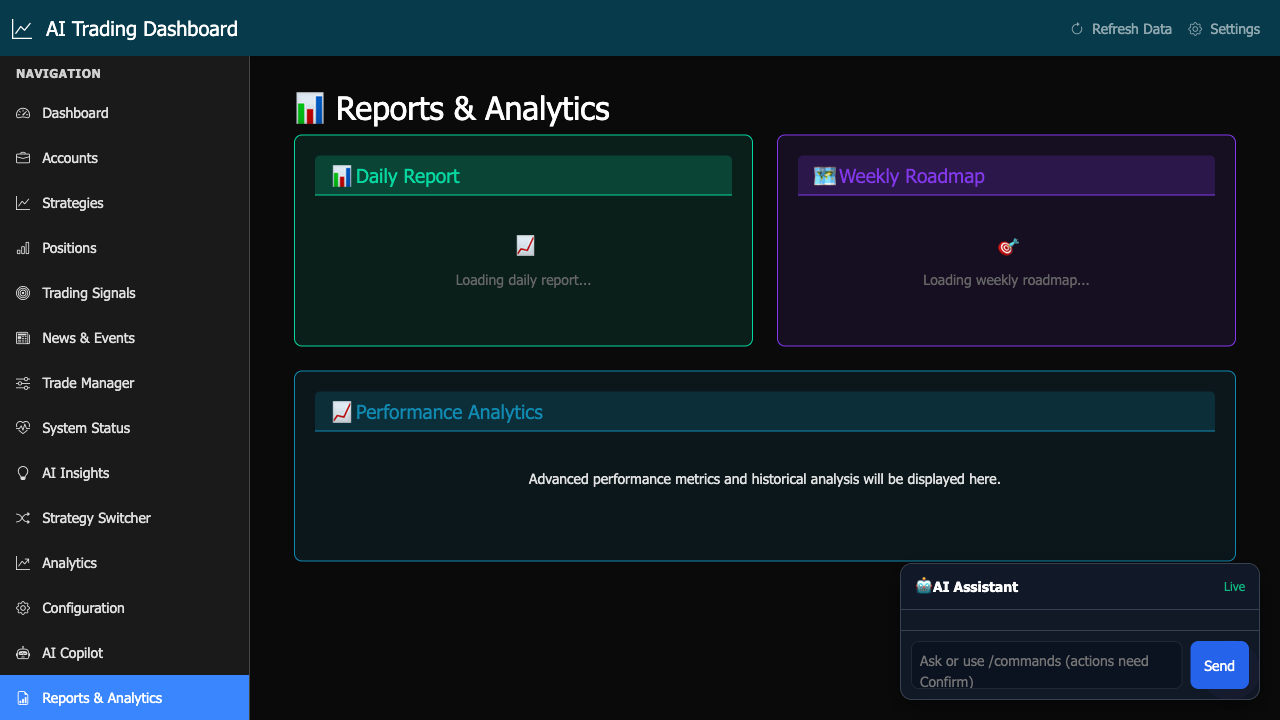 AI Trading Dashboard
Refresh Data
Settings
NAVIGATION
Dashboard
Accounts
Strategies
Positions
Trading Signals
News & Events
Trade Manager
System Status
AI Insights
Strategy Switcher
Analytics
Configuration
AI Copilot
Reports & Analytics
Reports & Analytics
Daily Report
Loading daily report...
Weekly Roadmap
Loading weekly roadmap...
Performance Analytics
Advanced performance metrics and historical analysis will be displayed here.
AI Assistant
Live
Ask or use /commands (actions need
Confirm)
Send